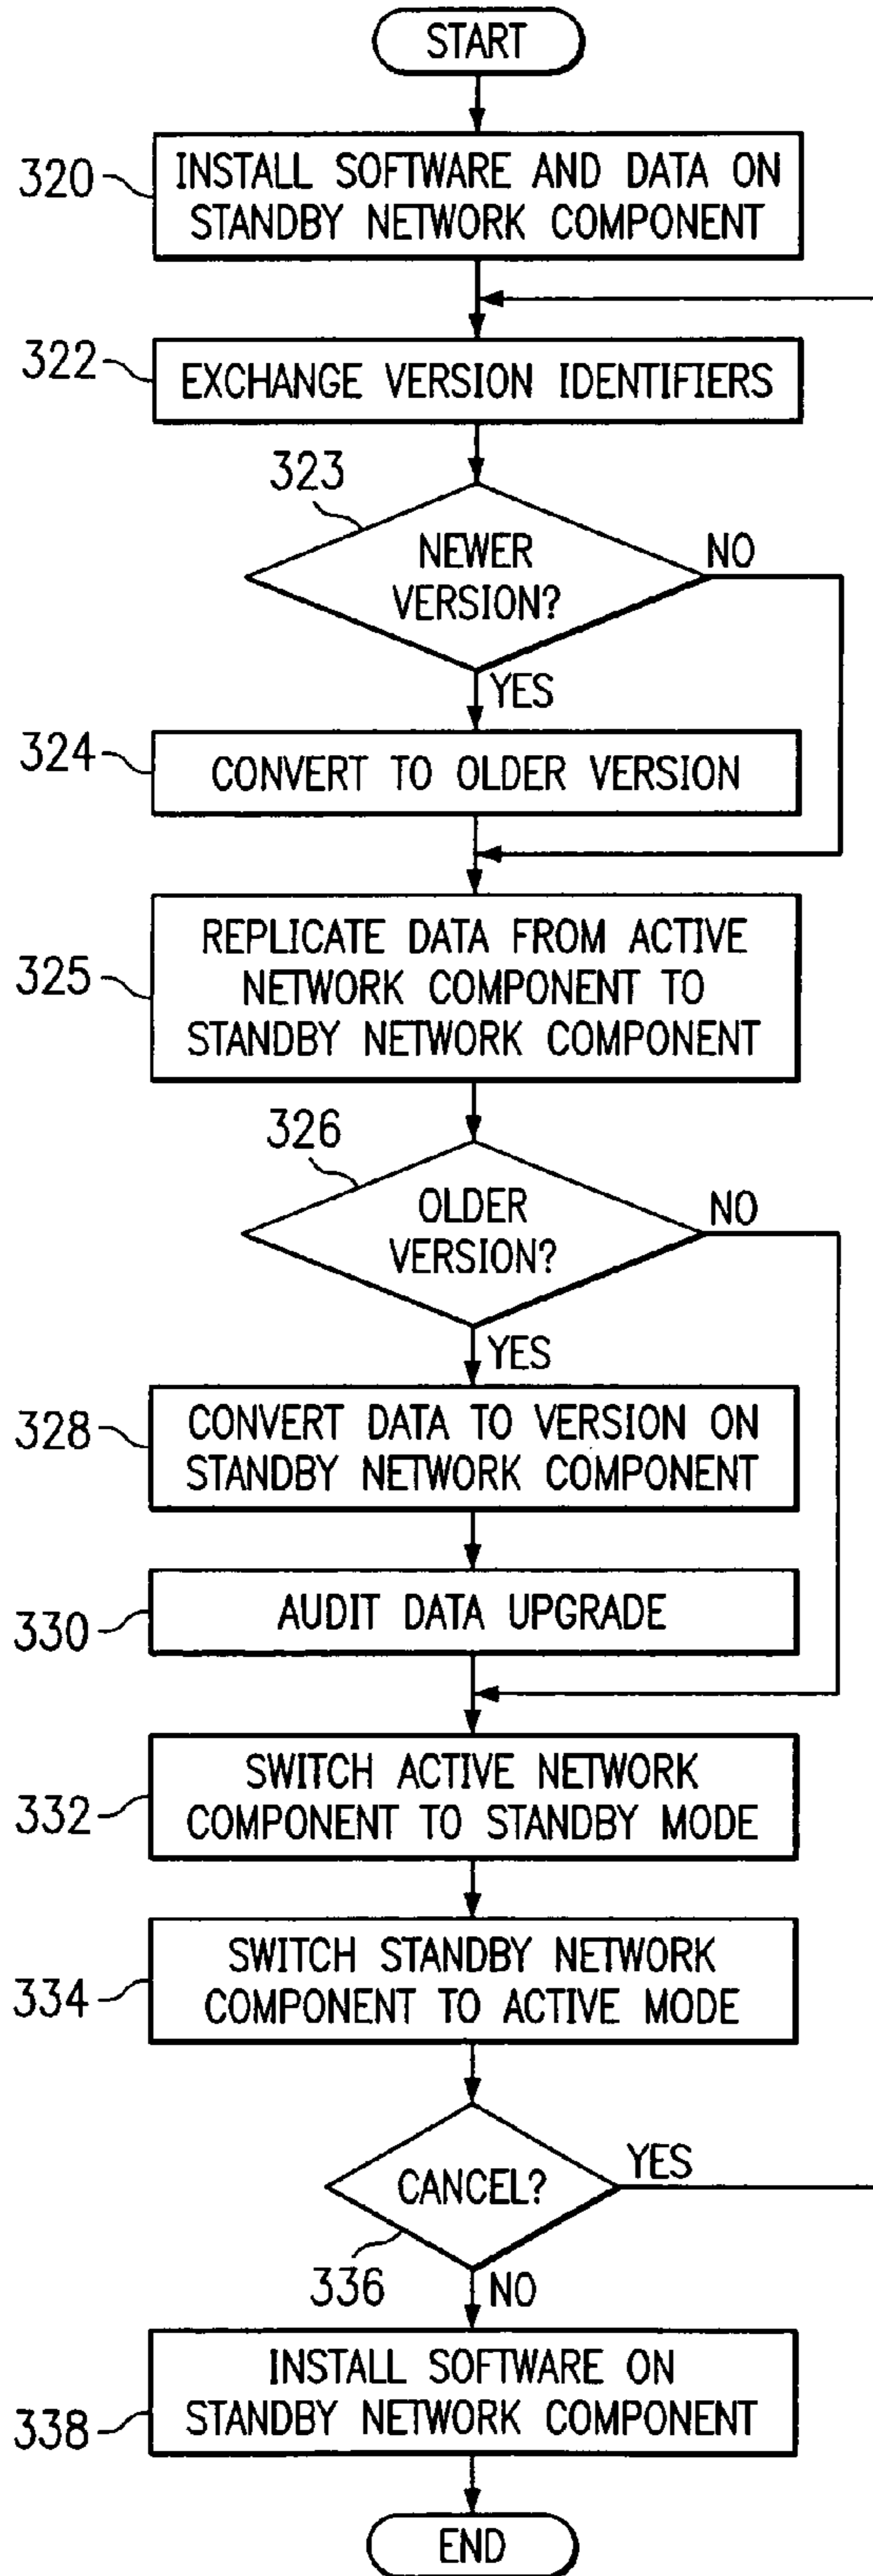 START
320
INSTALL SOFTWARE AND DATA ON
STANDBY NETWORK COMPONENT
322
EXCHANGE VERSION IDENTIFIERS
323
NEWER
VERSION?
NO
YES
324
CONVERT TO OLDER VERSION
325
REPLICATE DATA FROM ACTIVE
NETWORK COMPONENT TO
STANDBY NETWORK COMPONENT
326
OLDER
VERSION?
NO
YES
328
CONVERT DATA TO VERSION ON
STANDBY NETWORK COMPONENT
330
AUDIT DATA UPGRADE
332
SWITCH ACTIVE NETWORK
COMPONENT TO STANDBY MODE
334
SWITCH STANDBY NETWORK
COMPONENT TO ACTIVE MODE
CANCEL?
YES
336
NO
338
INSTALL SOFTWARE ON
STANDBY NETWORK COMPONENT
END